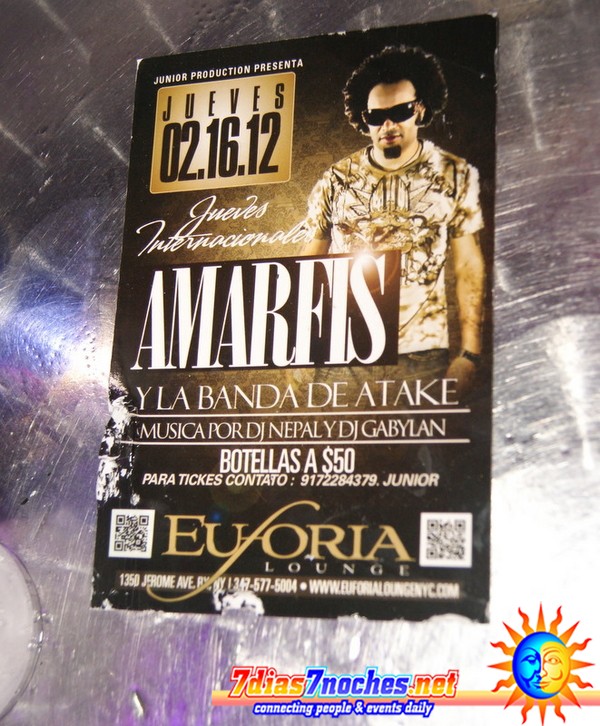 JUNIOR PRODUCTION PRESENTA
JUEVES
02.16.12
Jueves
Internacionales
AMARFIS
Y LA BANDA DE ATAKE
MUSICA POR DJ NEPAL Y DJ GABYLAN
BOTELLAS A $50
PARA TICKES CONTATO : 9172284379. JUNIOR
EUFORIA
LOUNGE
1350 JEROME AVE. BX, NY | 347-577-5004 • WWW.EUFORIALOUNGENYC.COM
7dias7noches.net
connecting people & events daily